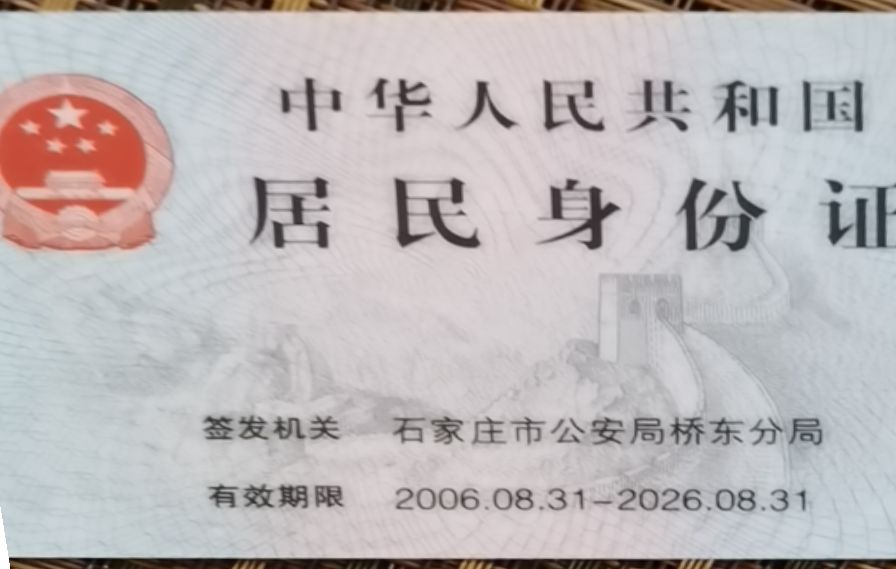 中华人民共和国
居民身份证
签发机关 石家庄市公安局桥东分局
有效期限 2006.08.31-2026.08.31